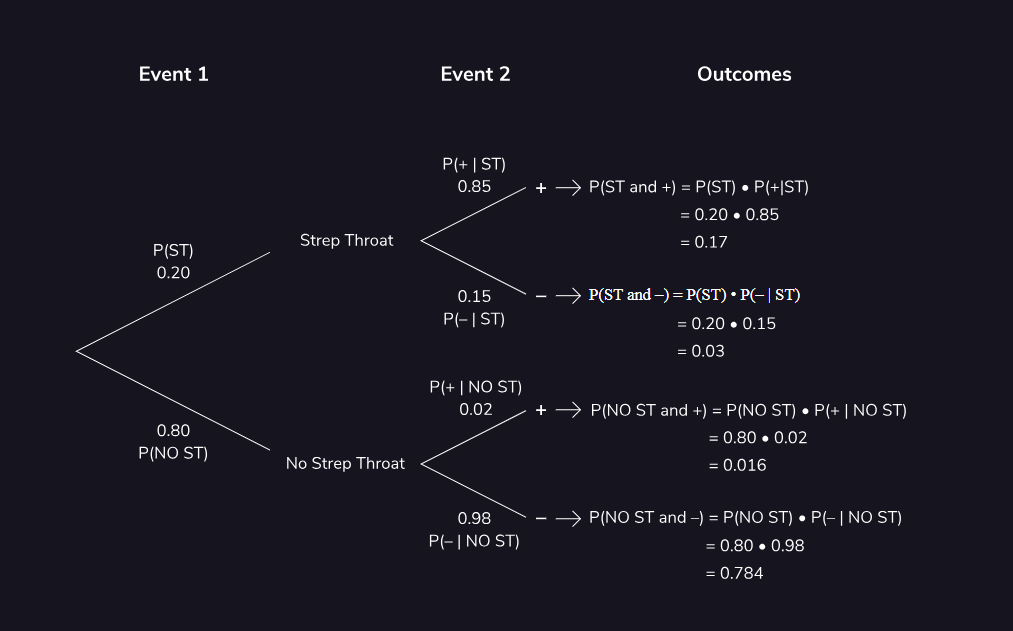 Event 1
Event 2
Outcomes
P(ST)
0.20
Strep Throat
P(+ | ST)
0.85
+ → P(ST and +) = P(ST) • P(+|ST)
= 0.20 • 0.85
= 0.17
0.15
P(– | ST)
– → P(ST and –) = P(ST) • P(– | ST)
= 0.20 • 0.15
= 0.03
0.80
P(NO ST)
No Strep Throat
P(+ | NO ST)
0.02
+ → P(NO ST and +) = P(NO ST) • P(+ | NO ST)
= 0.80 • 0.02
= 0.016
0.98
P(– | NO ST)
– → P(NO ST and –) = P(NO ST) • P(– | NO ST)
= 0.80 • 0.98
= 0.784